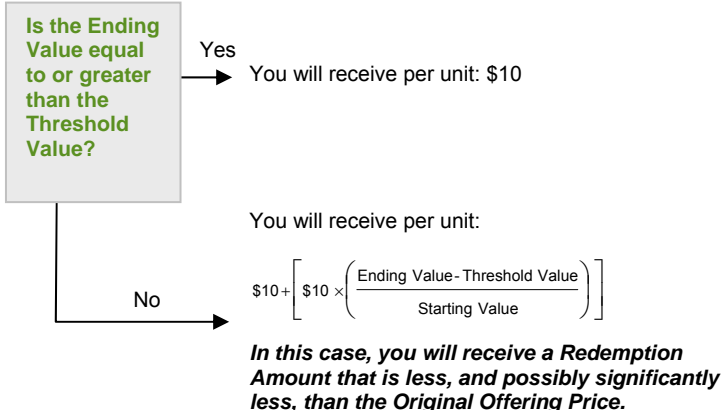 Is the Ending
Value equal
to or greater
than the
Threshold
Value?
Yes
You will receive per unit: $10
You will receive per unit:
$10+[$10 ×(Ending Value-Threshold Value
Starting Value)]
No
In this case, you will receive a Redemption
Amount that is less, and possibly significantly
less, than the Original Offering Price.